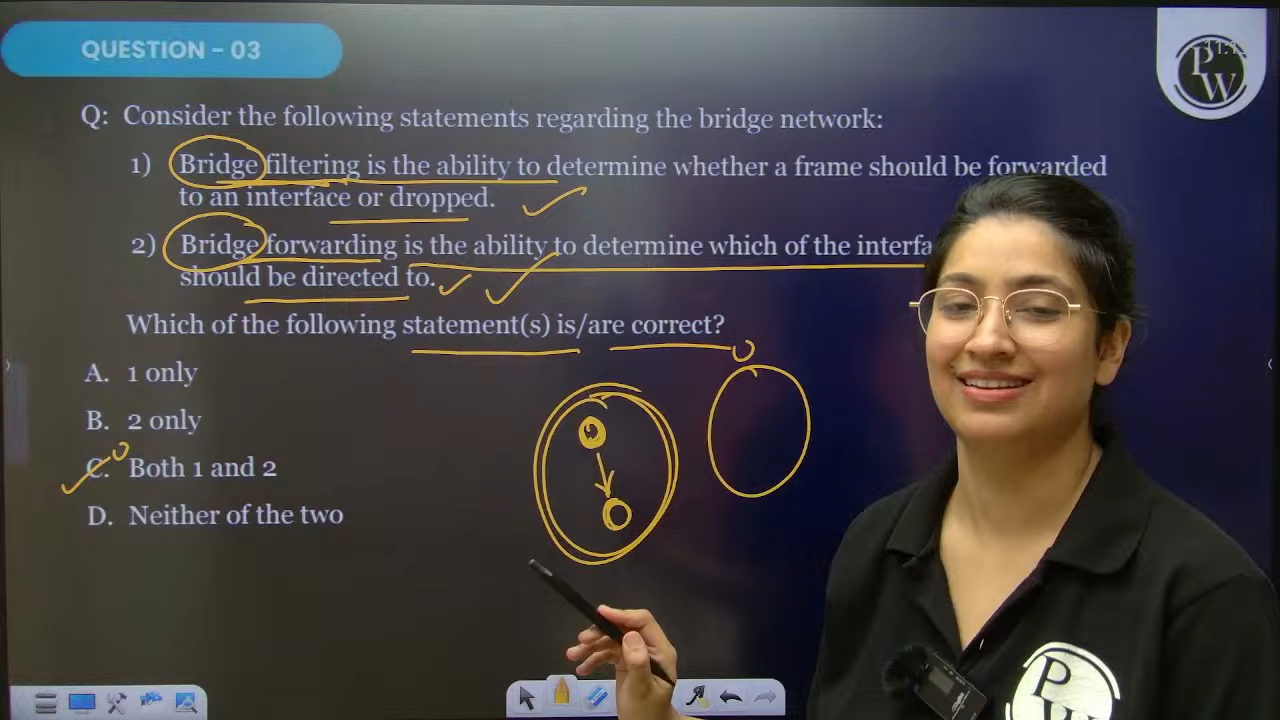 QUESTION - 03
PW
Q: Consider the following statements regarding the bridge network:
1) Bridge filtering is the ability to determine whether a frame should be forwarded
to an interface or dropped.
2) Bridge forwarding is the ability to determine which of the interfa
should be directed to.
Which of the following statement(s) is/are correct?
A. 1 only
B. 2 only
C. Both 1 and 2
D. Neither of the two
PW